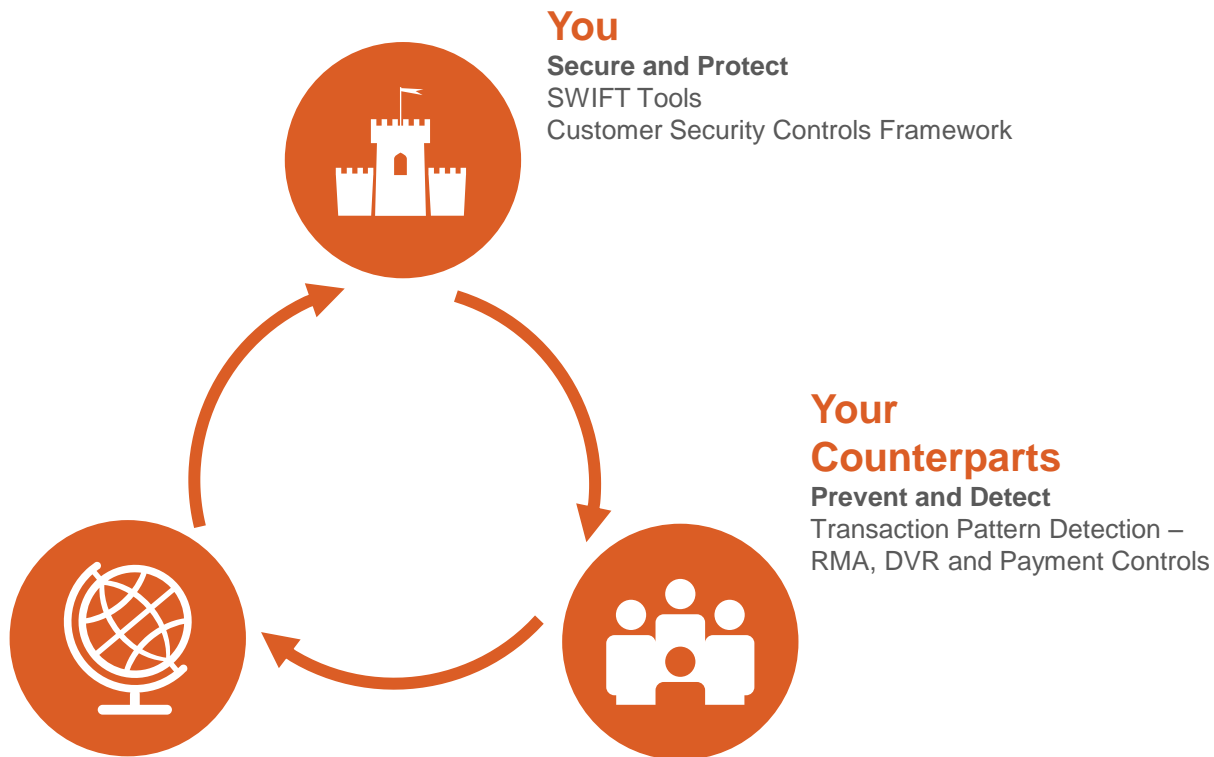 You
Secure and Protect
SWIFT Tools
Customer Security Controls Framework
Your
Counterparts
Prevent and Detect
Transaction Pattern Detection –
RMA, DVR and Payment Controls